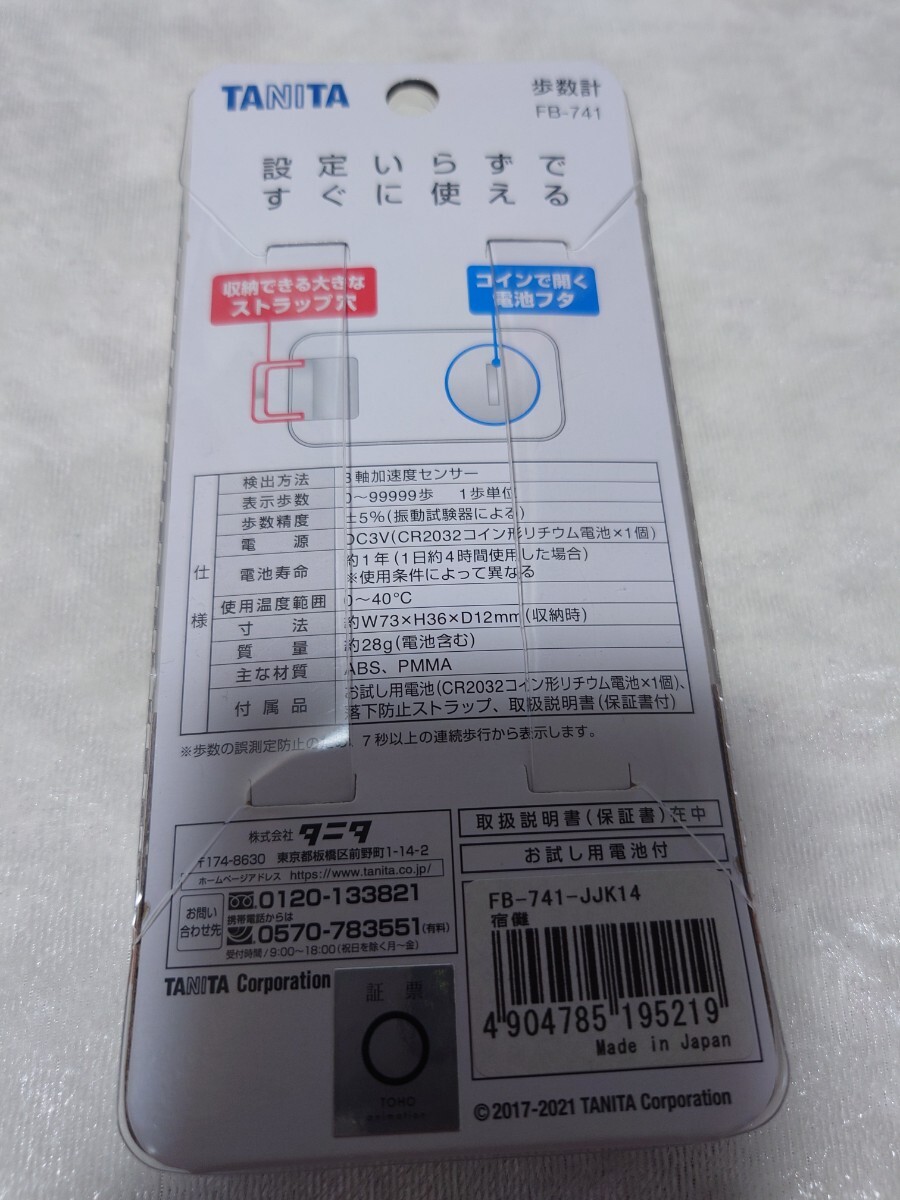 TANITA
歩数計
FB-741
設定いらずで
すぐに使える
収納できる大きな
ストラップ穴
コインで開く
電池フタ
仕様
検出方法 3軸加速度センサー
表示歩数 0～99999歩 1歩単位
歩数精度 ±5%(振動試験器による)
電源 DC3V(CR2032コイン形リチウム電池×1個)
電池寿命 約1年(1日約4時間使用した場合)
※使用条件によって異なる
使用温度範囲 0～40℃
寸法 約W73×H36×D12mm(収納時)
質量 約28g(電池含む)
主な材質 ABS、PMMA
付属品 お試し用電池(CR2032コイン形リチウム電池×1個)、
落下防止ストラップ、取扱説明書(保証書付)
※歩数の誤測定防止のため、7秒以上の連続歩行から表示します。
株式会社 タニタ
〒174-8630 東京都板橋区前野町1-14-2
ホームページアドレス https://www.tanita.co.jp/
お問い
合わせ先
0120-133821
携帯電話からは
0570-783551(有料)
受付時間/9:00～18:00(祝日を除く月～金)
TANITA Corporation
取扱説明書(保証書)在中
お試し用電池付
FB-741-JJK14
宿儺
4904785195219
Made in Japan
証票
TOHO
animation
©2017-2021 TANITA Corporation